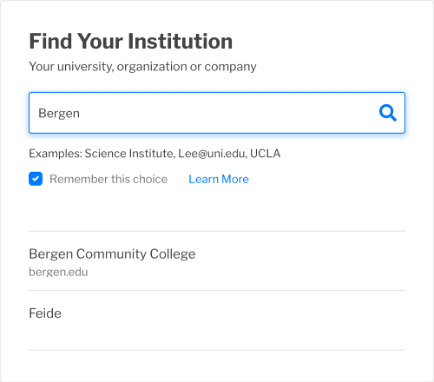 Find Your Institution
Your university, organization or company
Bergen
Examples: Science Institute, Lee@uni.edu, UCLA
Remember this choice Learn More
Bergen Community College
bergen.edu
Feide